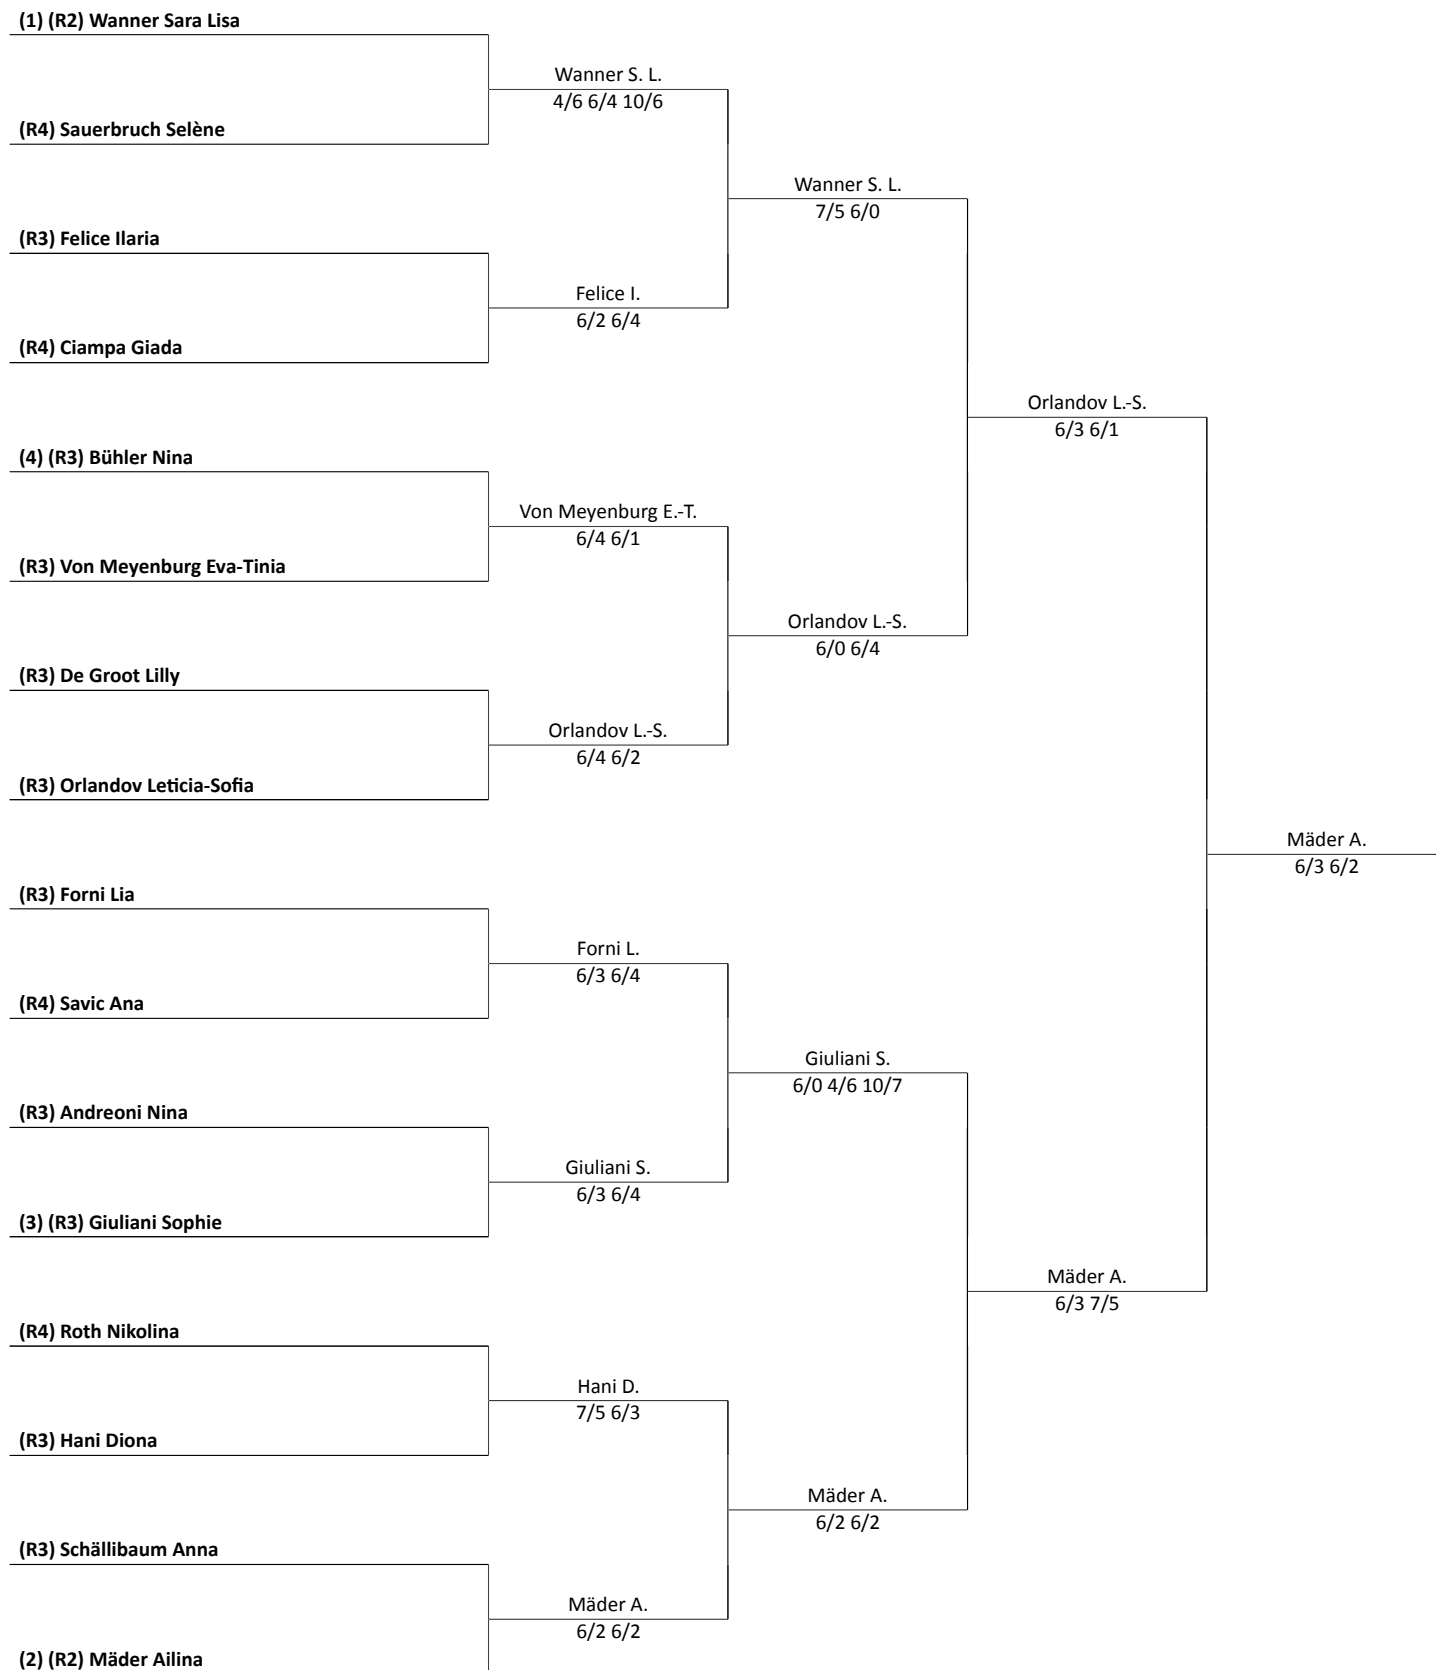 (1) (R2) Wanner Sara Lisa
Wanner S. L.
4/6 6/4 10/6
(R4) Sauerbruch Selène
Wanner S. L.
7/5 6/0
(R3) Felice Ilaria
Felice I.
6/2 6/4
(R4) Ciampa Giada
Orlandov L.-S.
6/3 6/1
(4) (R3) Bühler Nina
Von Meyenburg E.-T.
6/4 6/1
(R3) Von Meyenburg Eva-Tinia
Orlandov L.-S.
6/0 6/4
(R3) De Groot Lilly
Orlandov L.-S.
6/4 6/2
(R3) Orlandov Leticia-Sofia
Mäder A.
6/3 6/2
(R3) Forni Lia
Forni L.
6/3 6/4
(R4) Savic Ana
Giuliani S.
6/0 4/6 10/7
(R3) Andreoni Nina
Giuliani S.
6/3 6/4
(3) (R3) Giuliani Sophie
Mäder A.
6/3 7/5
(R4) Roth Nikolina
Hani D.
7/5 6/3
(R3) Hani Diona
Mäder A.
6/2 6/2
(R3) Schällibaum Anna
Mäder A.
6/2 6/2
(2) (R2) Mäder Ailina